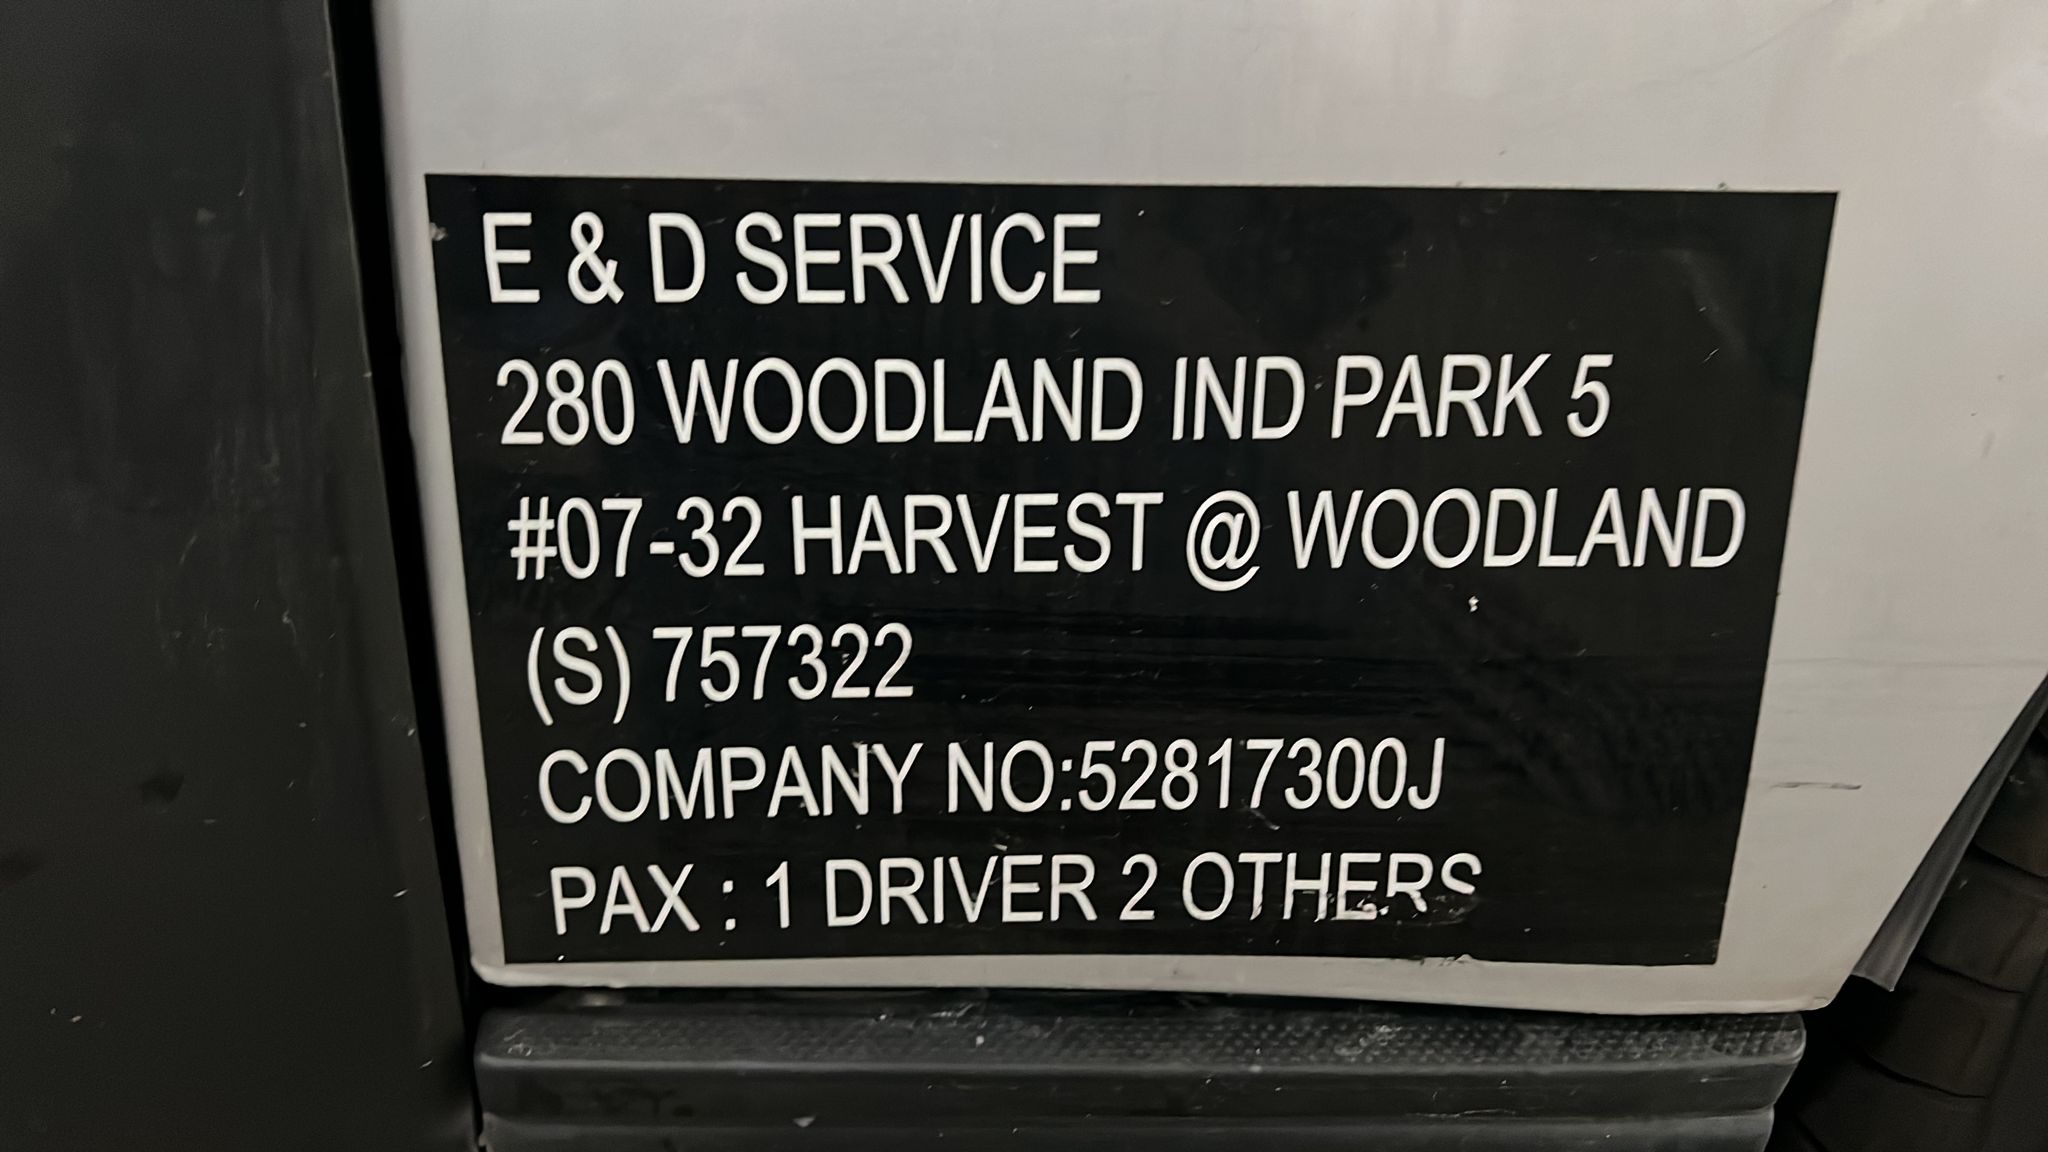 E & D SERVICE
280 WOODLAND IND PARK 5
#07-32 HARVEST @ WOODLAND
(S) 757322
COMPANY NO:52817300J
PAX : 1 DRIVER 2 OTHERS